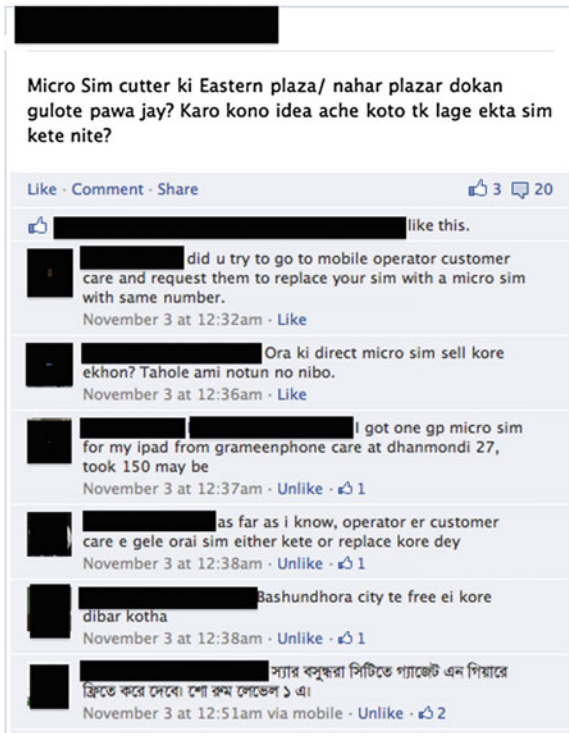 Micro Sim cutter ki Eastern plaza/ nahar plazar dokan
gulote pawa jay? Karo kono idea ache koto tk lage ekta sim
kete nite?
Like · Comment · Share 3 20
like this.
did u try to go to mobile operator customer
care and request them to replace your sim with a micro sim
with same number.
November 3 at 12:32am · Like
Ora ki direct micro sim sell kore
ekhon? Tahole ami notun no nibo.
November 3 at 12:36am · Like
I got one gp micro sim
for my ipad from grameenphone care at dhanmondi 27,
took 150 may be
November 3 at 12:37am · Unlike · 1
as far as i know, operator er customer
care e gele orai sim either kete or replace kore dey
November 3 at 12:38am · Unlike · 1
Bashundhora city te free ei kore
dibar kotha
November 3 at 12:38am · Unlike · 1
স্যার বসুন্ধরা সিটিতে গ্যাজেট এন গিয়ারে
ফ্রিতে করে দেবে। শো রুম লেভেল ১ এ।
November 3 at 12:51am via mobile · Unlike · 2